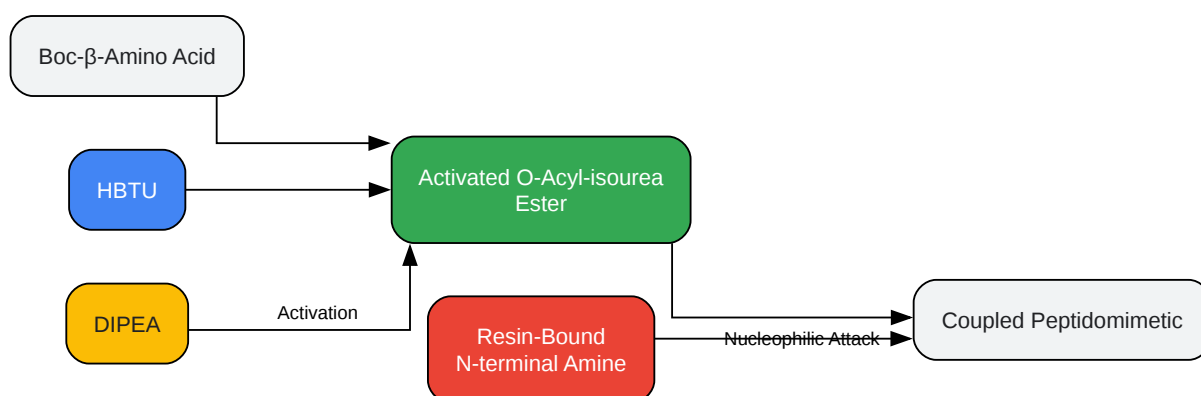 Boc-β-Amino Acid
HBTU
Activated O-Acyl-isourea
Ester
DIPEA
Activation
Resin-Bound
N-terminal Amine
Nucleophilic Attack
Coupled Peptidomimetic